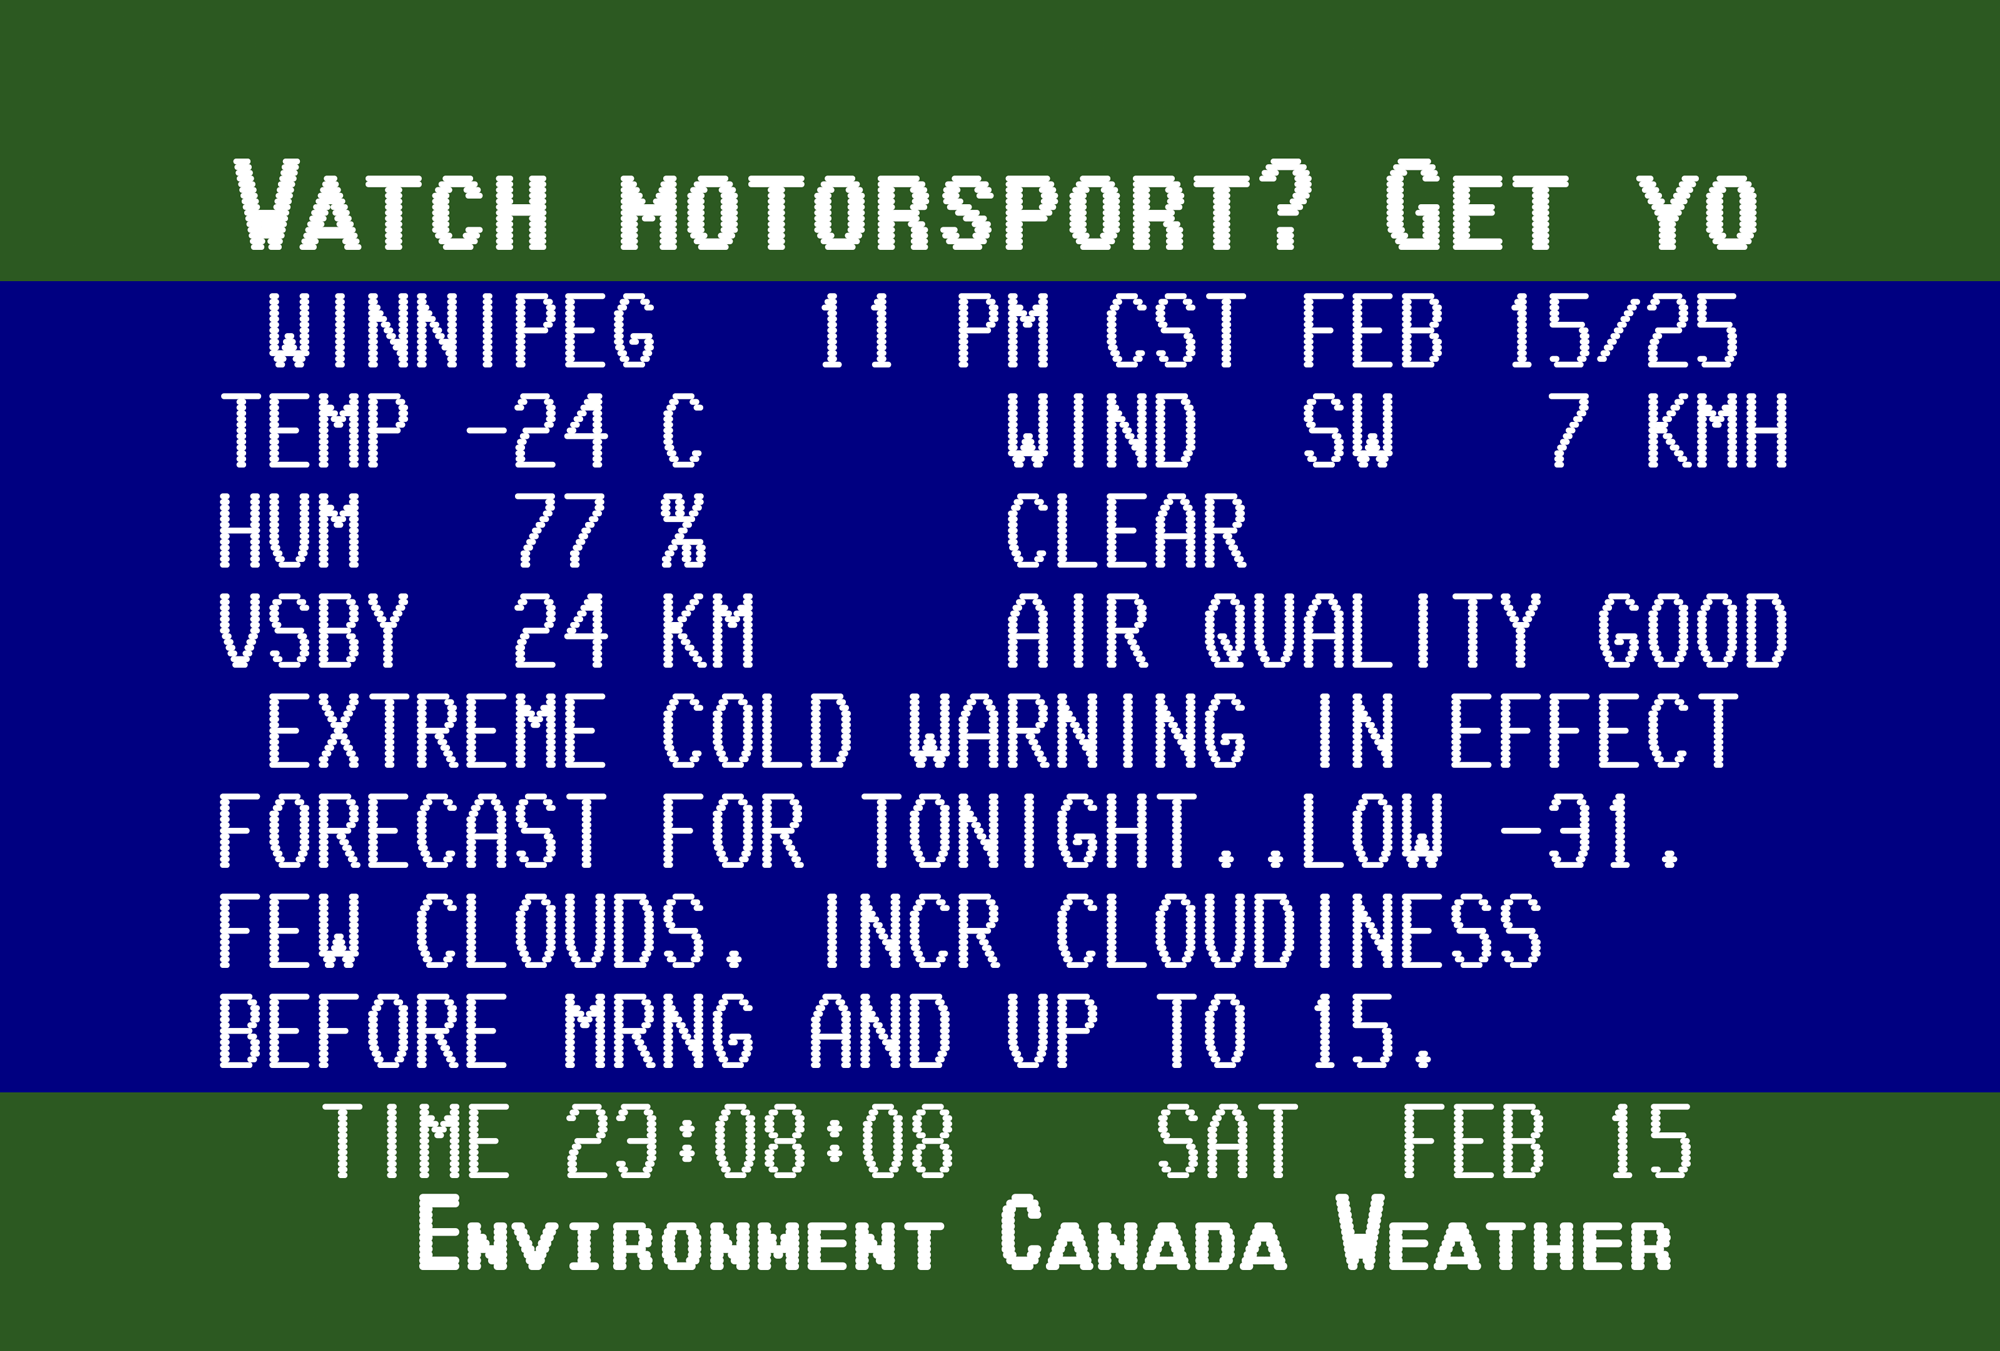 Watch motorsport? Get yo
WINNIPEG 11 PM CST FEB 15/25
TEMP -24 C WIND SW 7 KMH
HUM 77 % CLEAR
VSBY 24 KM AIR QUALITY GOOD
EXTREME COLD WARNING IN EFFECT
FORECAST FOR TONIGHT..LOW -31.
FEW CLOUDS. INCR CLOUDINESS
BEFORE MRNG AND UP TO 15.
TIME 23:08:08 SAT FEB 15
Environment Canada Weather